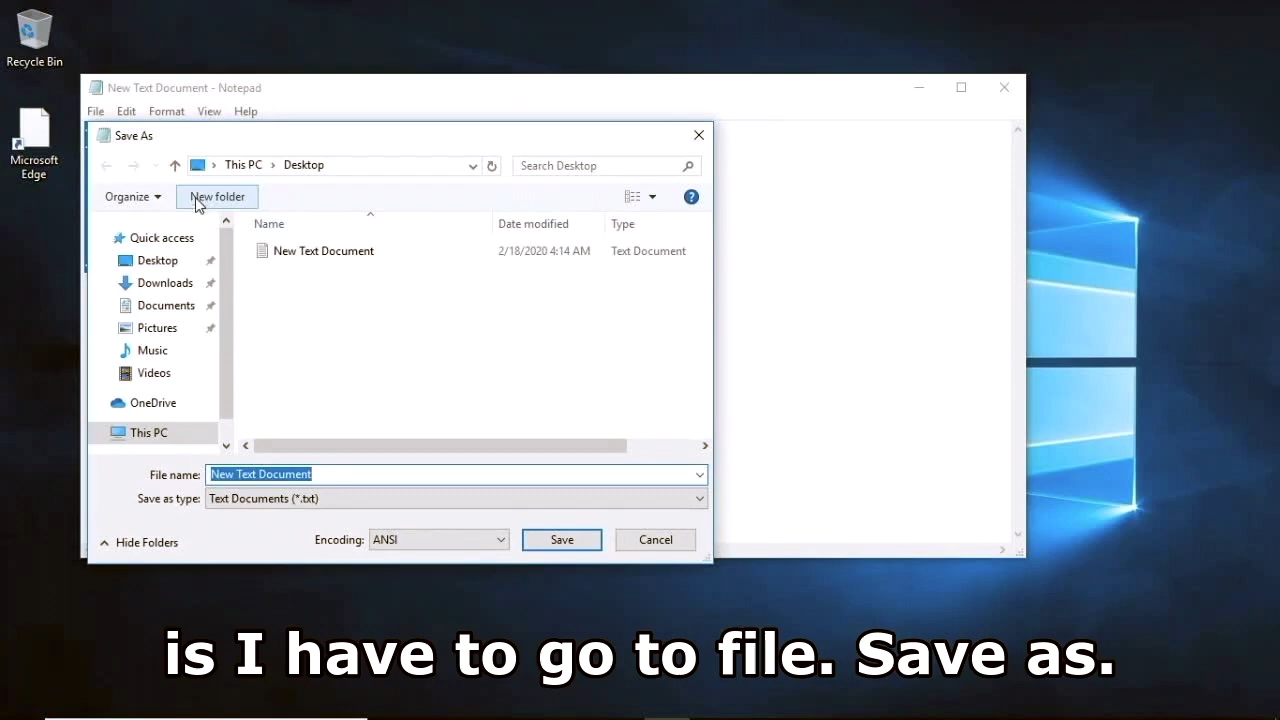 Recycle Bin
Microsoft
Edge
New Text Document - Notepad
File Edit Format View Help
Save As
This PC > Desktop
Search Desktop
Organize
New folder
Name Date modified Type
New Text Document 2/18/2020 4:14 AM Text Document
Quick access
Desktop
Downloads
Documents
Pictures
Music
Videos
OneDrive
This PC
File name: New Text Document
Save as type: Text Documents (*.txt)
Hide Folders
Encoding: ANSI
Save
Cancel
is I have to go to file. Save as.